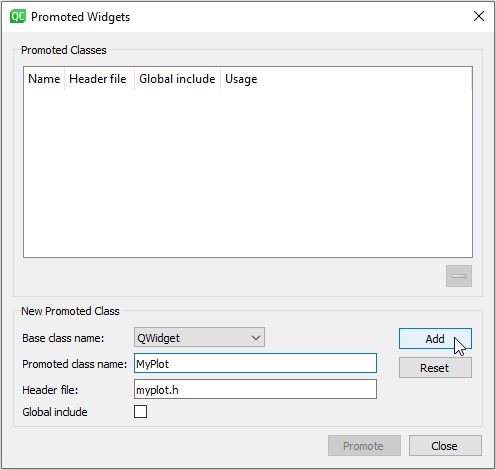 QC Promoted Widgets
Promoted Classes
Name Header file Global include Usage
New Promoted Class
Base class name: QWidget
Add
Promoted class name: MyPlot
Reset
Header file: myplot.h
Global include
Promote Close